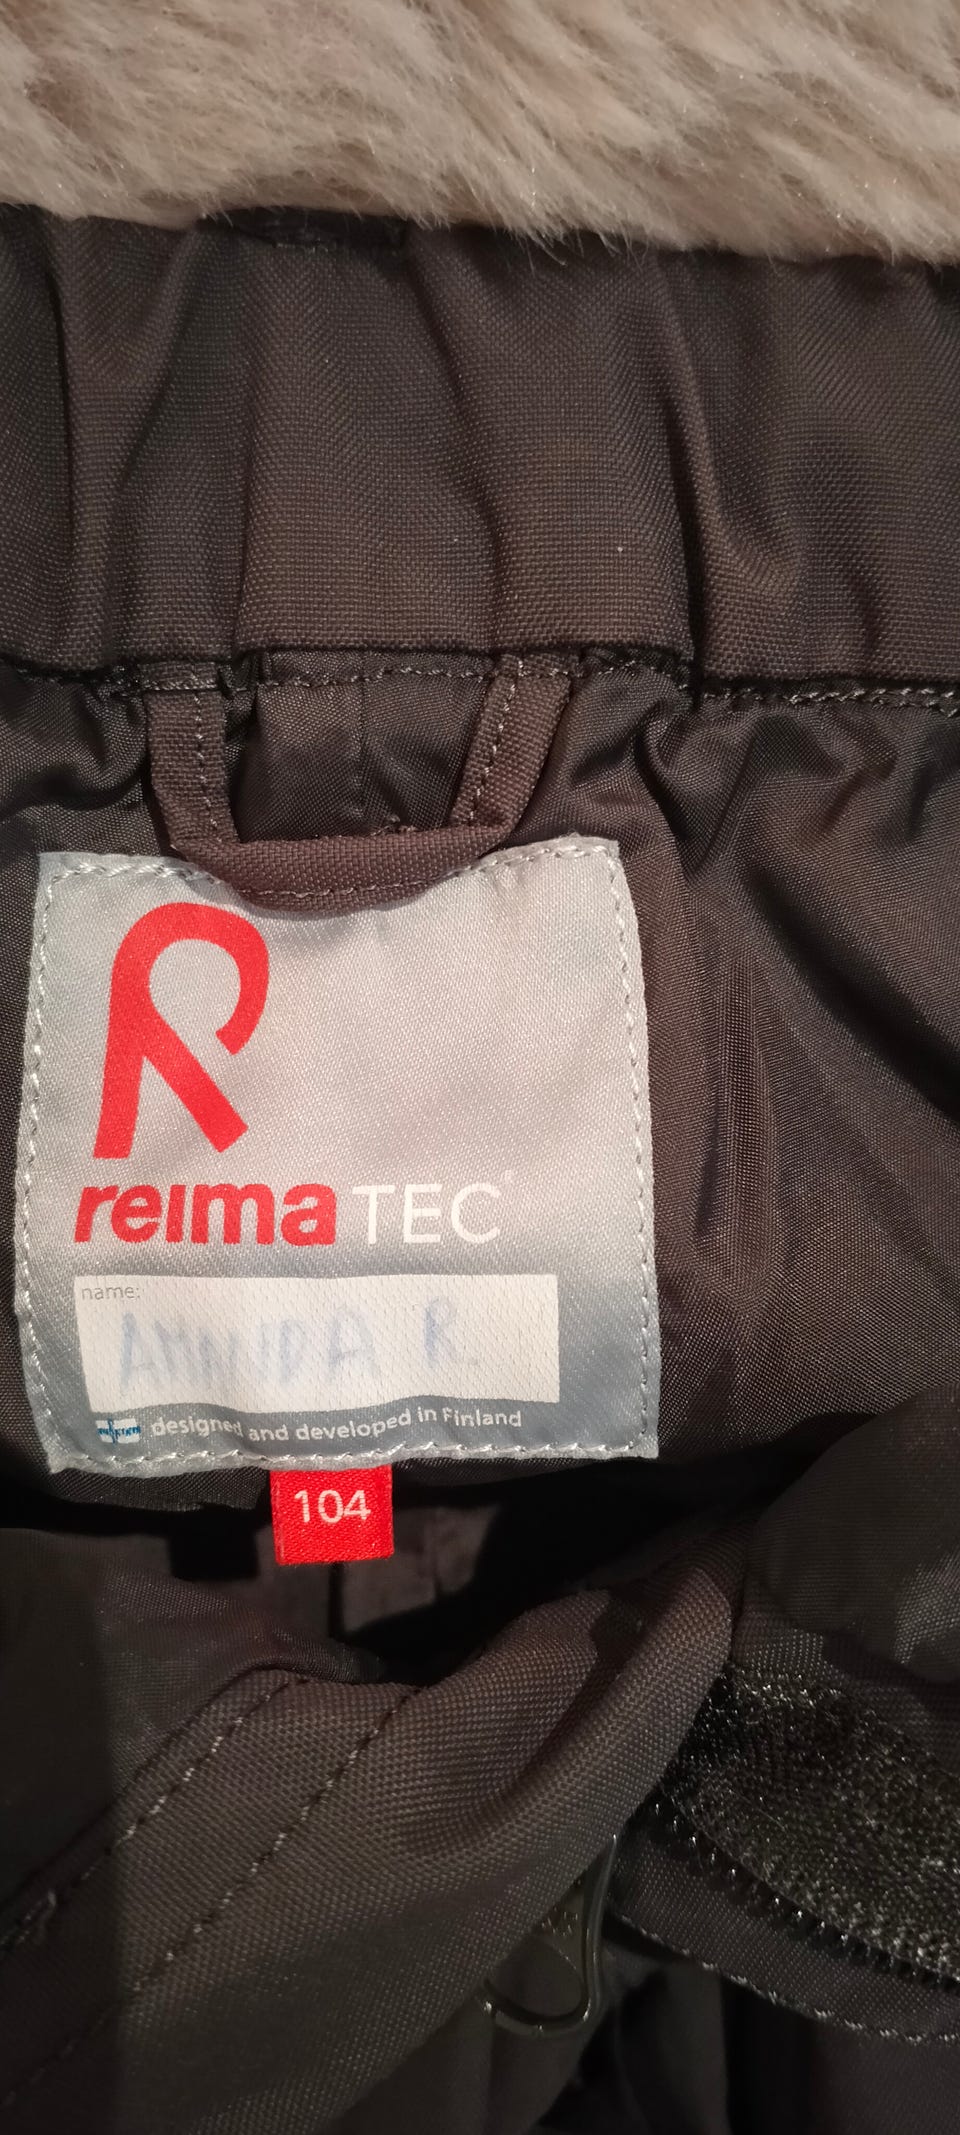 reima TEC
name:
R
designed and developed in Finland
104